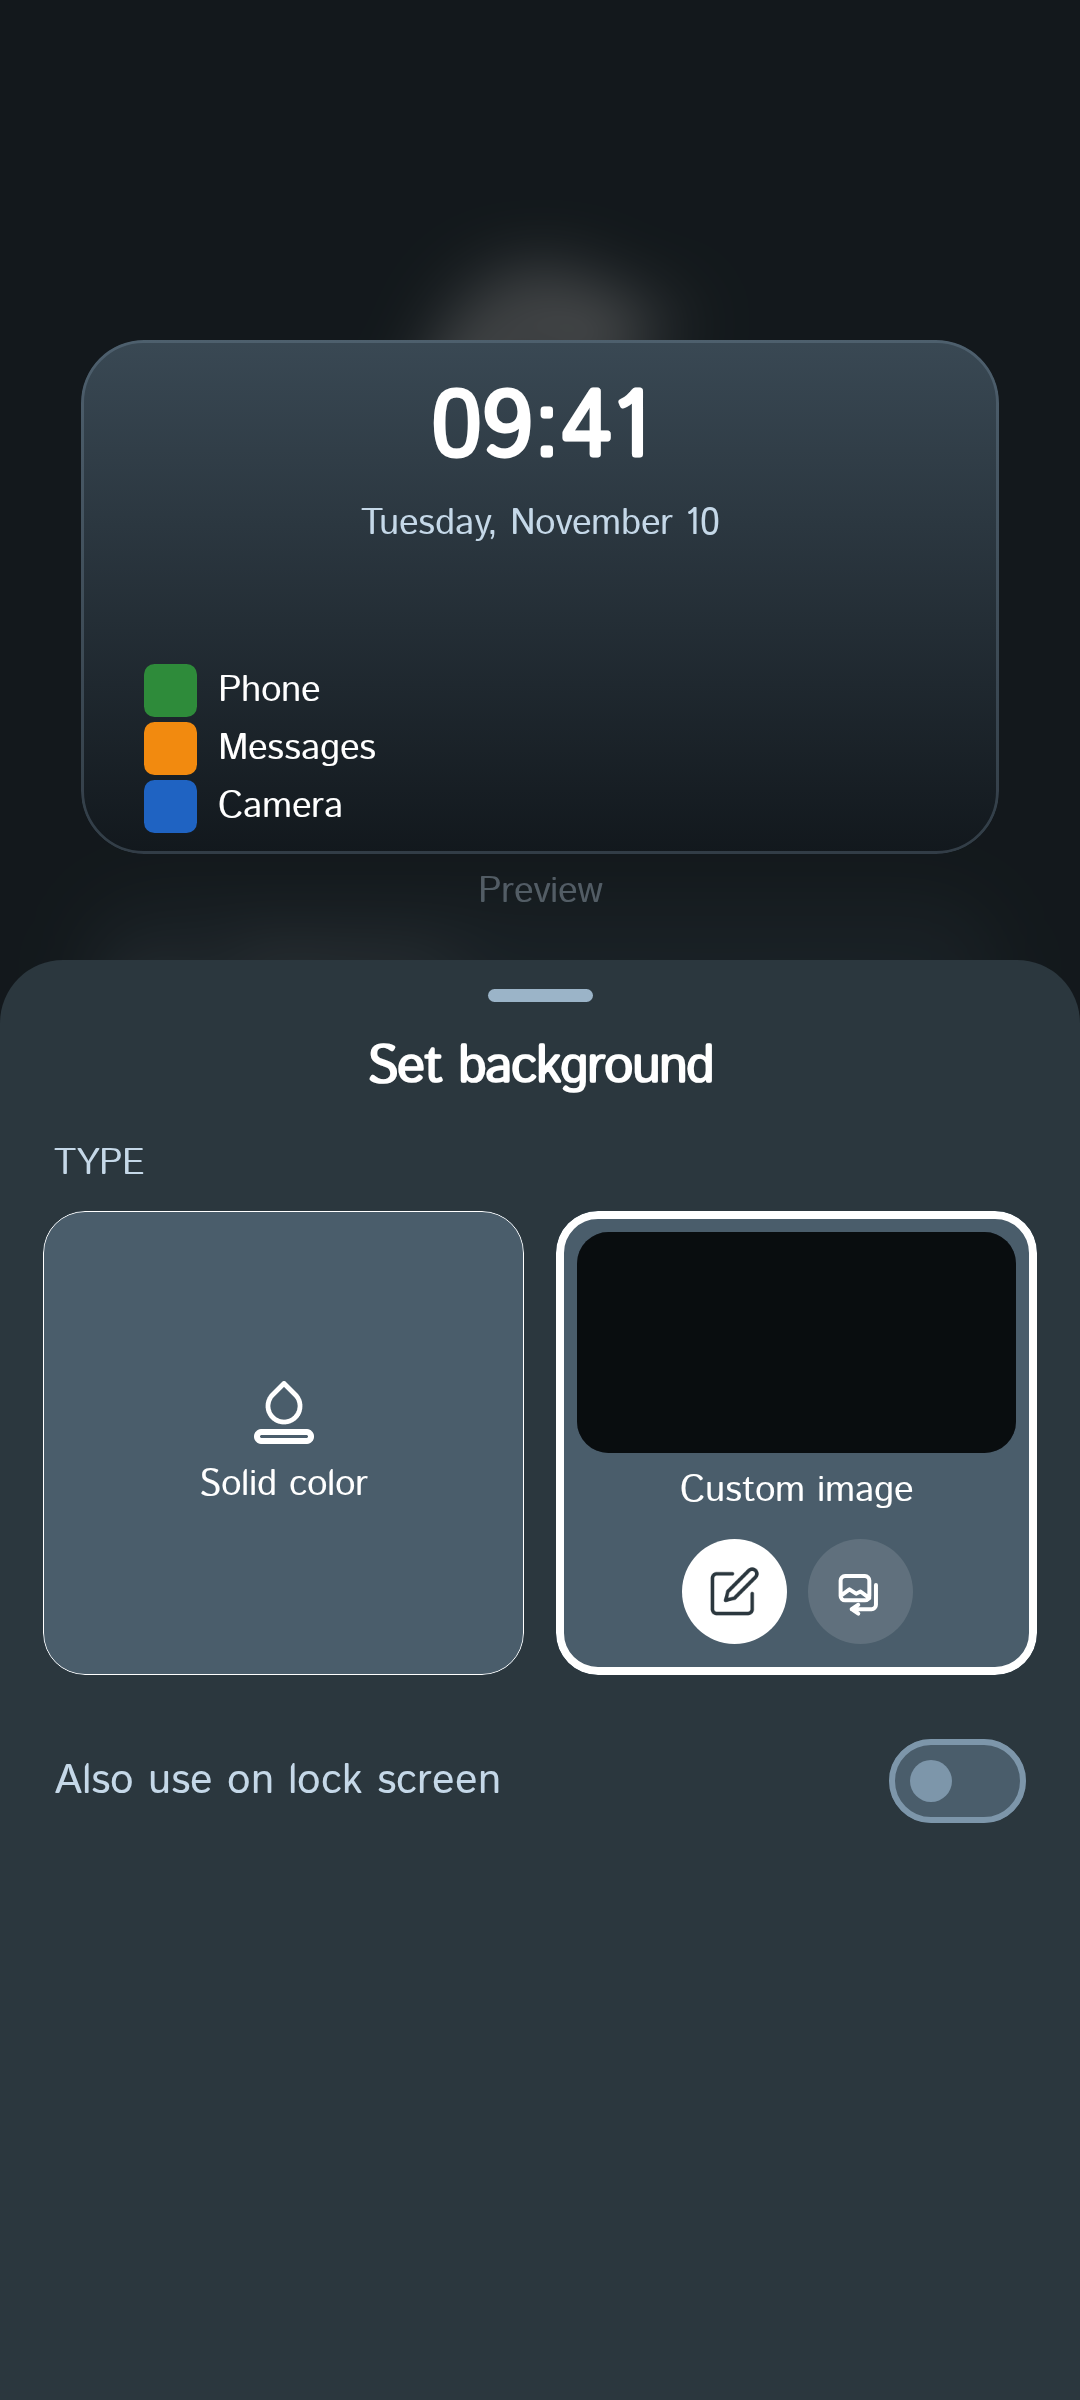 09:41
Tuesday, November 10
Phone
Messages
Camera
Preview
Set background
TYPE
Solid color
Custom image
Also use on lock screen